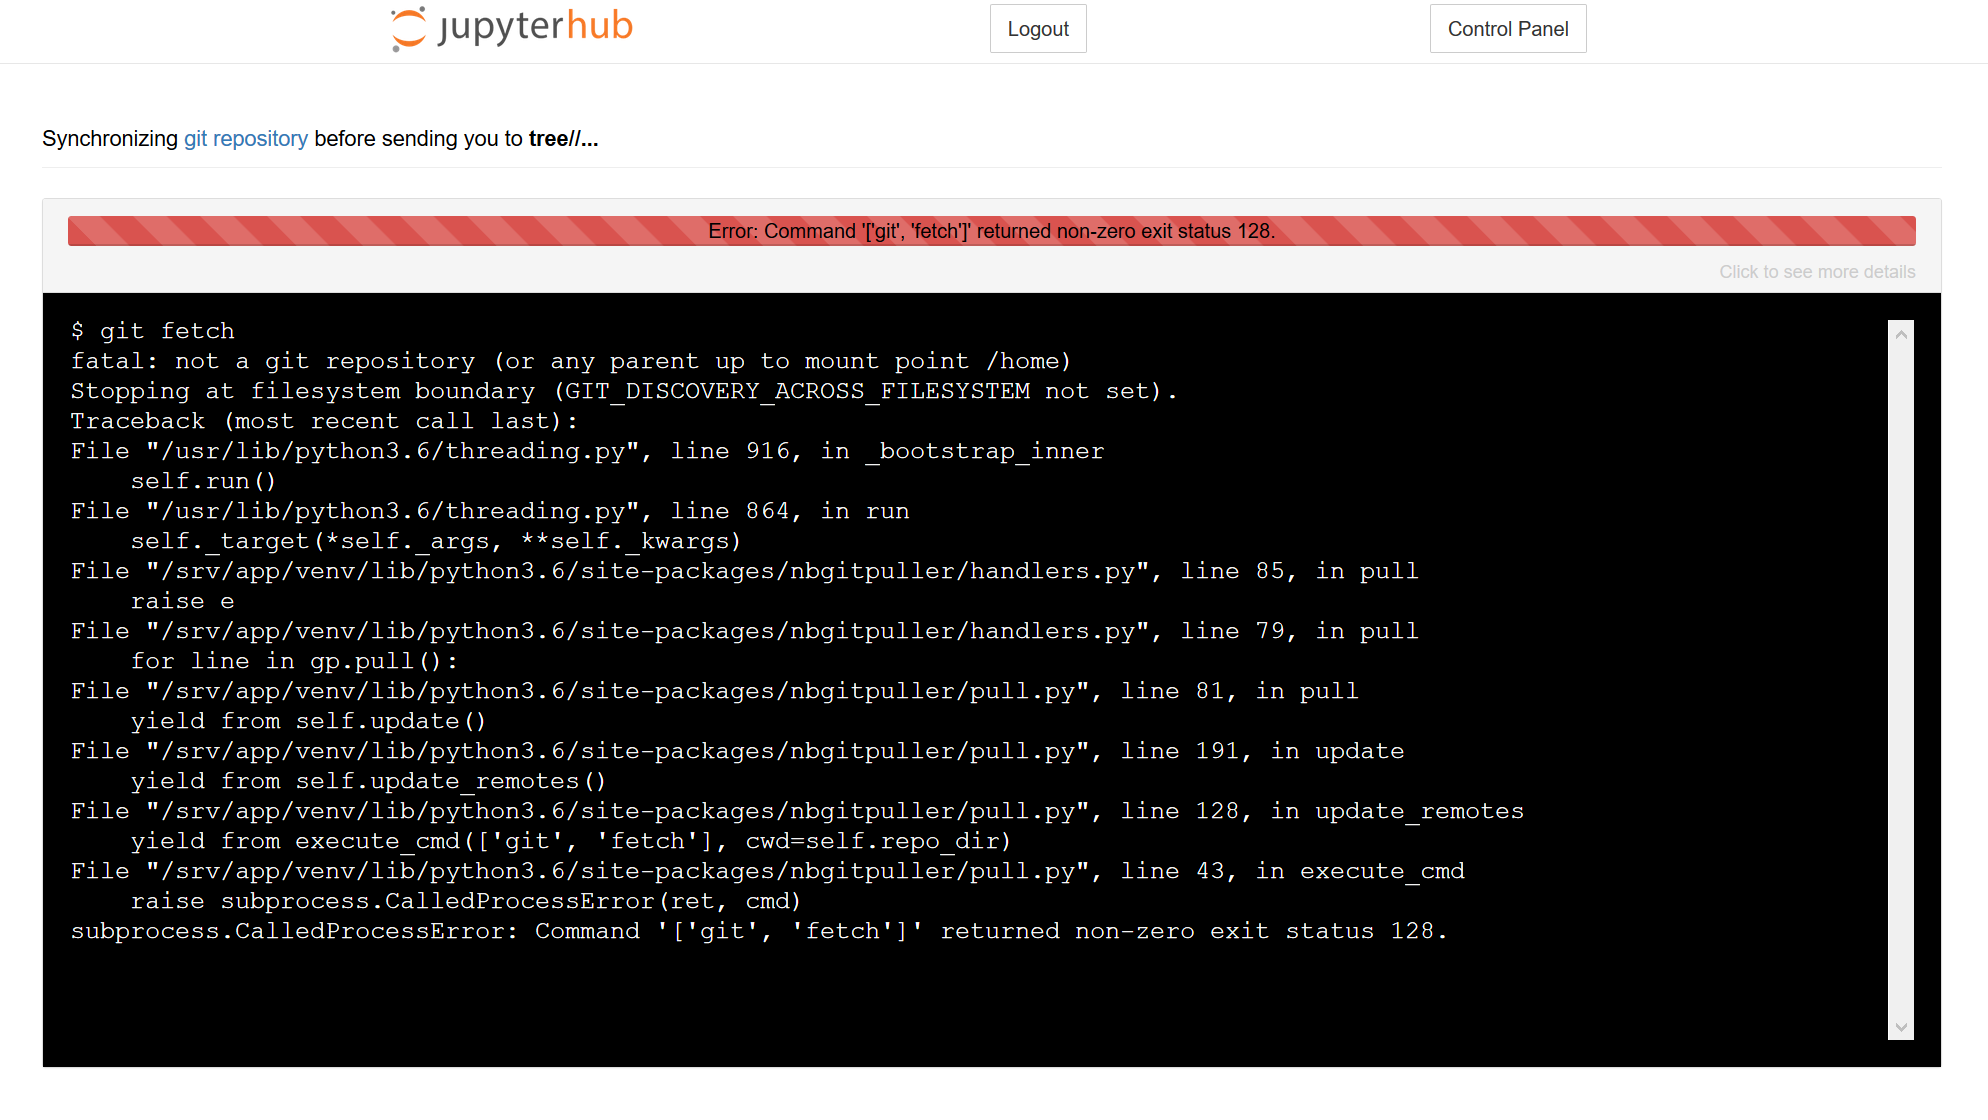 jupyterhub
Logout
Control Panel
Synchronizing git repository before sending you to tree//...
Error: Command '['git', 'fetch']' returned non-zero exit status 128.
Click to see more details
$ git fetch
fatal: not a git repository (or any parent up to mount point /home)
Stopping at filesystem boundary (GIT_DISCOVERY_ACROSS_FILESYSTEM not set).
Traceback (most recent call last):
File "/usr/lib/python3.6/threading.py", line 916, in _bootstrap_inner
    self.run()
File "/usr/lib/python3.6/threading.py", line 864, in run
    self._target(*self._args, **self._kwargs)
File "/srv/app/venv/lib/python3.6/site-packages/nbgitpuller/handlers.py", line 85, in pull
    raise e
File "/srv/app/venv/lib/python3.6/site-packages/nbgitpuller/handlers.py", line 79, in pull
    for line in gp.pull():
File "/srv/app/venv/lib/python3.6/site-packages/nbgitpuller/pull.py", line 81, in pull
    yield from self.update()
File "/srv/app/venv/lib/python3.6/site-packages/nbgitpuller/pull.py", line 191, in update
    yield from self.update_remotes()
File "/srv/app/venv/lib/python3.6/site-packages/nbgitpuller/pull.py", line 128, in update_remotes
    yield from execute_cmd(['git', 'fetch'], cwd=self.repo_dir)
File "/srv/app/venv/lib/python3.6/site-packages/nbgitpuller/pull.py", line 43, in execute_cmd
    raise subprocess.CalledProcessError(ret, cmd)
subprocess.CalledProcessError: Command '['git', 'fetch']' returned non-zero exit status 128.